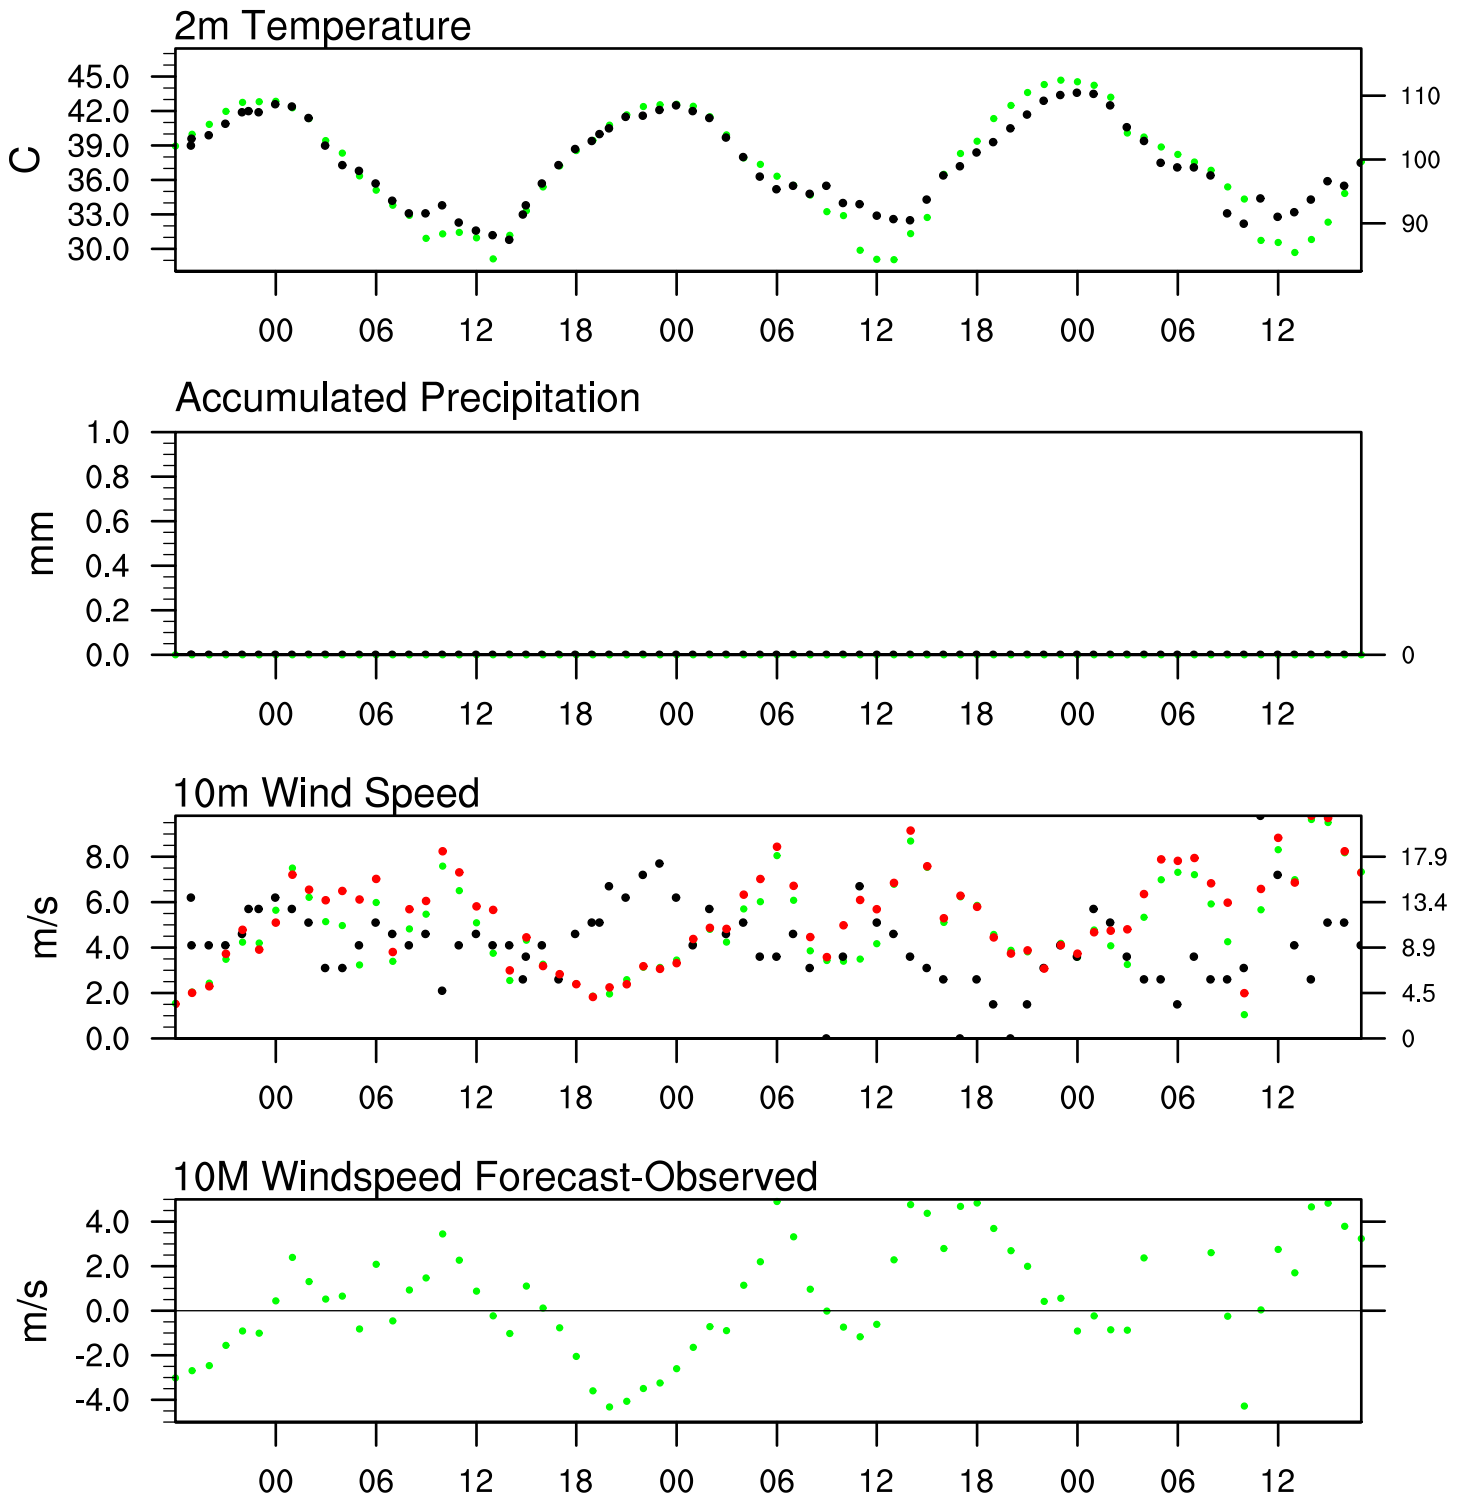 2m Temperature
45.0
42.0
39.0
36.0
33.0
30.0
C
110
100
90
00 06 12 18 00 06 12 18 00 06 12
Accumulated Precipitation
1.0
0.8
0.6
0.4
0.2
0.0
mm
0
00 06 12 18 00 06 12 18 00 06 12
10m Wind Speed
8.0
6.0
4.0
2.0
0.0
m/s
17.9
13.4
8.9
4.5
0
00 06 12 18 00 06 12 18 00 06 12
10M Windspeed Forecast-Observed
4.0
2.0
0.0
-2.0
-4.0
m/s
00 06 12 18 00 06 12 18 00 06 12